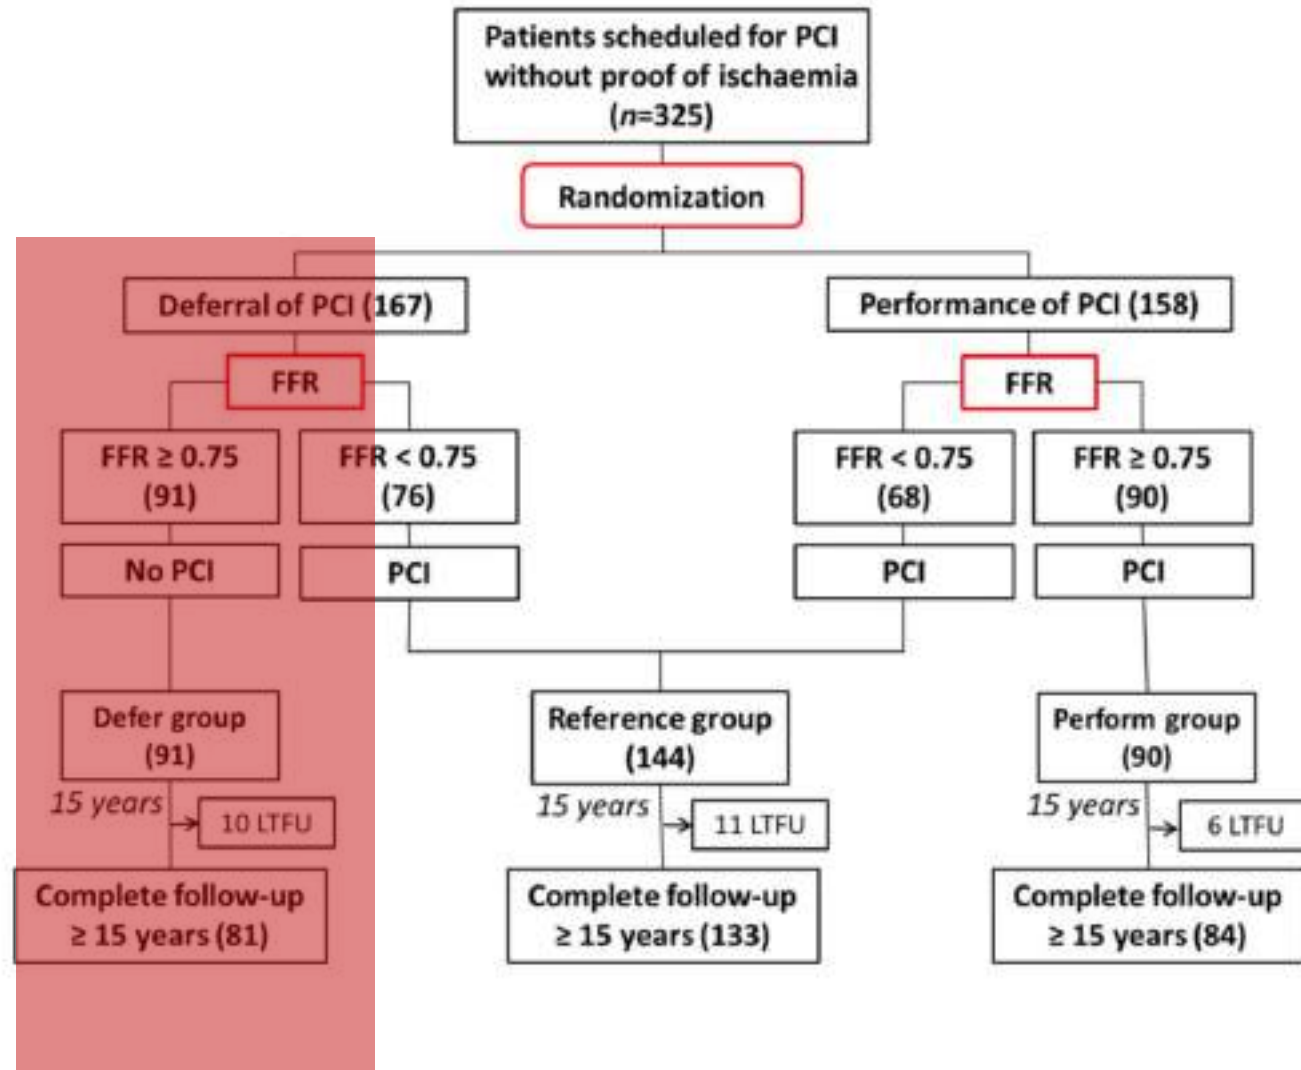 Patients scheduled for PCI
without proof of ischaemia
(n=325)
Randomization
Deferral of PCI (167)
Performance of PCI (158)
FFR
FFR
FFR ≥ 0.75
(91)
FFR < 0.75
(76)
FFR < 0.75
(68)
FFR ≥ 0.75
(90)
No PCI
PCI
PCI
PCI
Defer group
(91)
Reference group
(144)
Perform group
(90)
15 years
10 LTFU
15 years
11 LTFU
15 years
6 LTFU
Complete follow-up
≥ 15 years (81)
Complete follow-up
≥ 15 years (133)
Complete follow-up
≥ 15 years (84)